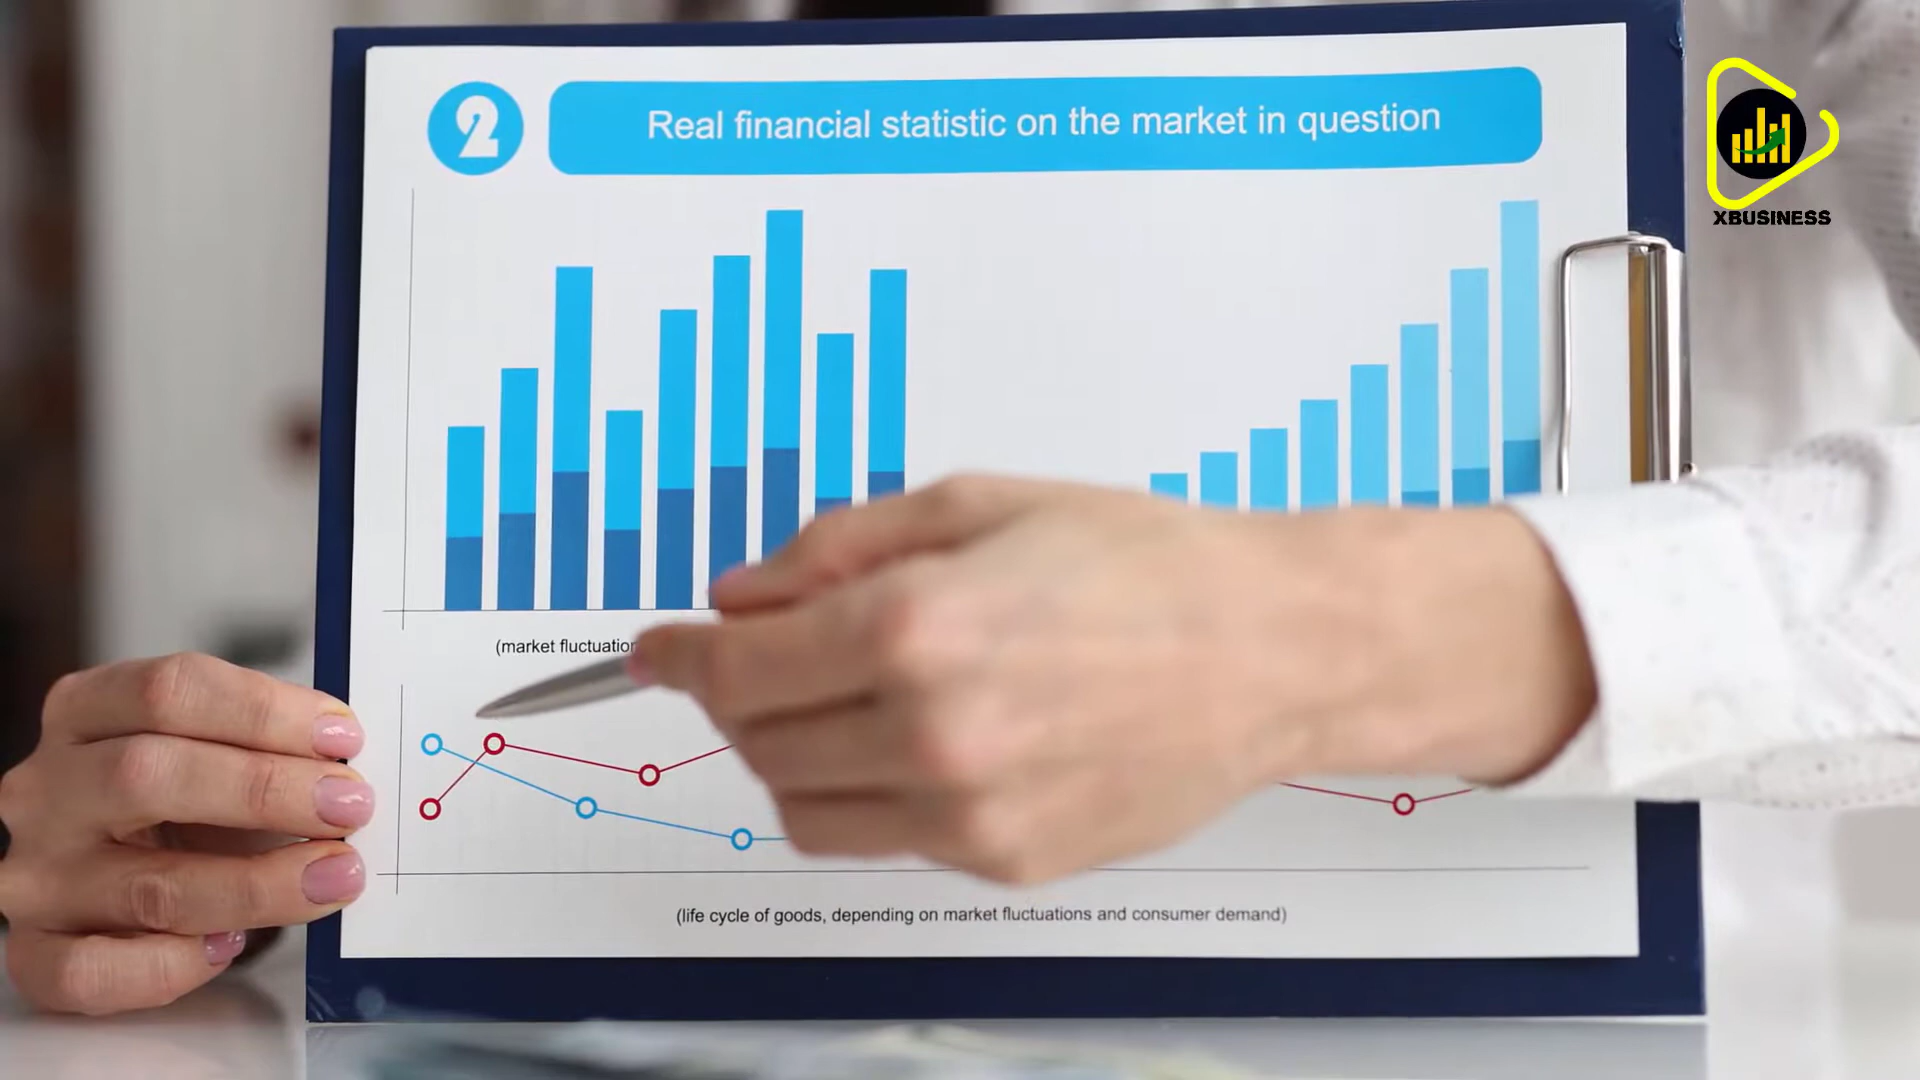 2
Real financial statistic on the market in question
XBUSINESS
(market fluctuation
(life cycle of goods, depending on market fluctuations and consumer demand)